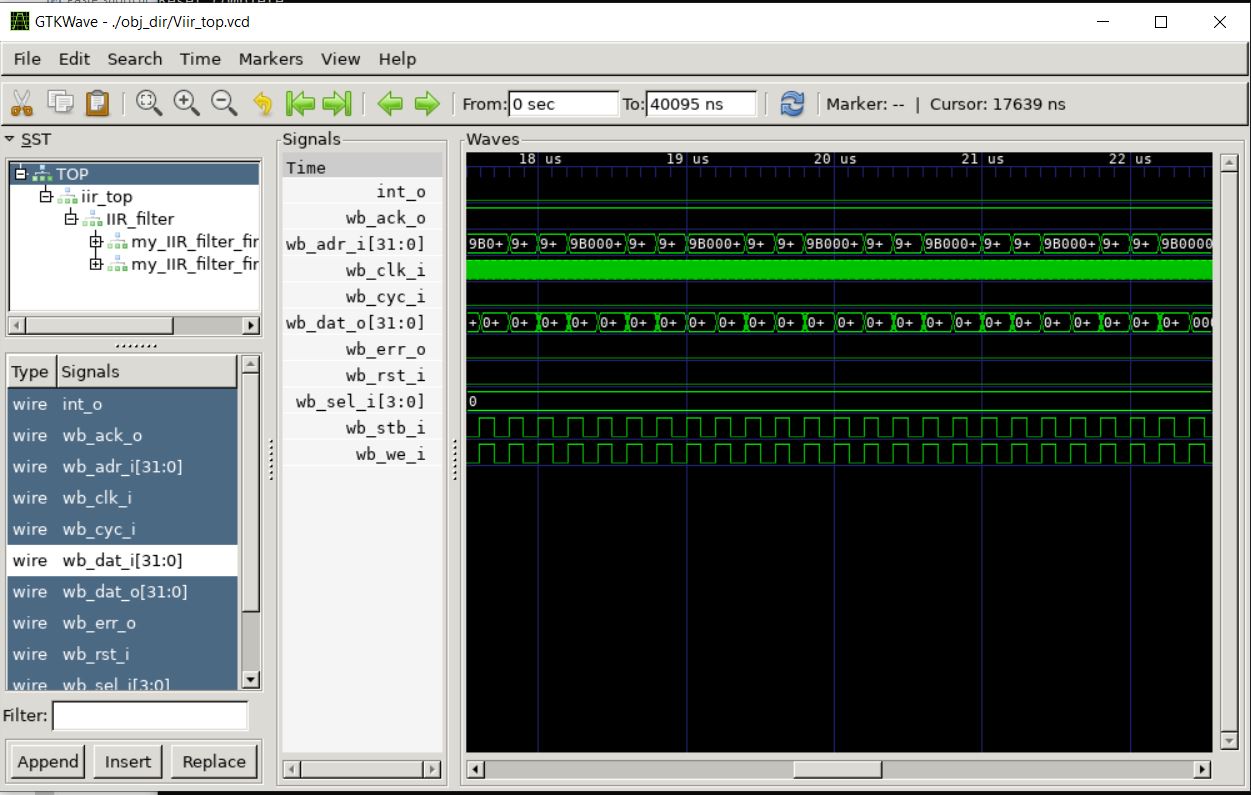 GTKWave - ./obj_dir/Viir_top.vcd
File Edit Search Time Markers View Help
From: 0 sec To: 40095 ns Marker: -- | Cursor: 17639 ns
SST
TOP
iir_top
IIR_filter
my_IIR_filter_fir
my_IIR_filter_fir
Type Signals
wire int_o
wire wb_ack_o
wire wb_adr_i[31:0]
wire wb_clk_i
wire wb_cyc_i
wire wb_dat_i[31:0]
wire wb_dat_o[31:0]
wire wb_err_o
wire wb_rst_i
wire wb_sel_i[3:0]
Filter:
Append Insert Replace
Signals
Time
int_o
wb_ack_o
wb_adr_i[31:0]
wb_clk_i
wb_cyc_i
wb_dat_o[31:0]
wb_err_o
wb_rst_i
wb_sel_i[3:0]
wb_stb_i
wb_we_i
Waves
18 us 19 us 20 us 21 us 22 us
9B0+ 9+ 9+ 9B000+ 9+ 9+ 9B000+ 9+ 9+ 9B000+ 9+ 9+ 9B000+ 9+ 9+ 9B000+ 9+ 9+ 9B0000
+ 0+ 0+ 0+ 0+ 0+ 0+ 0+ 0+ 0+ 0+ 0+ 0+ 0+ 0+ 0+ 0+ 0+ 0+ 0+ 0+ 0+ 0+ 0+ 0+ 000
0